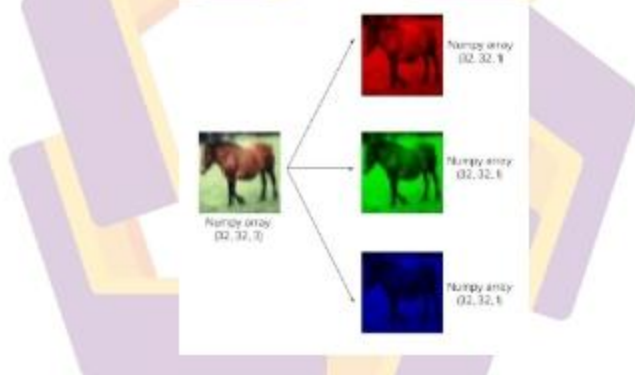 Numpy array
(32, 32, 1)
Numpy array
(32, 32, 1)
Numpy array
(32, 32, 3)
Numpy array
(32, 32, 1)